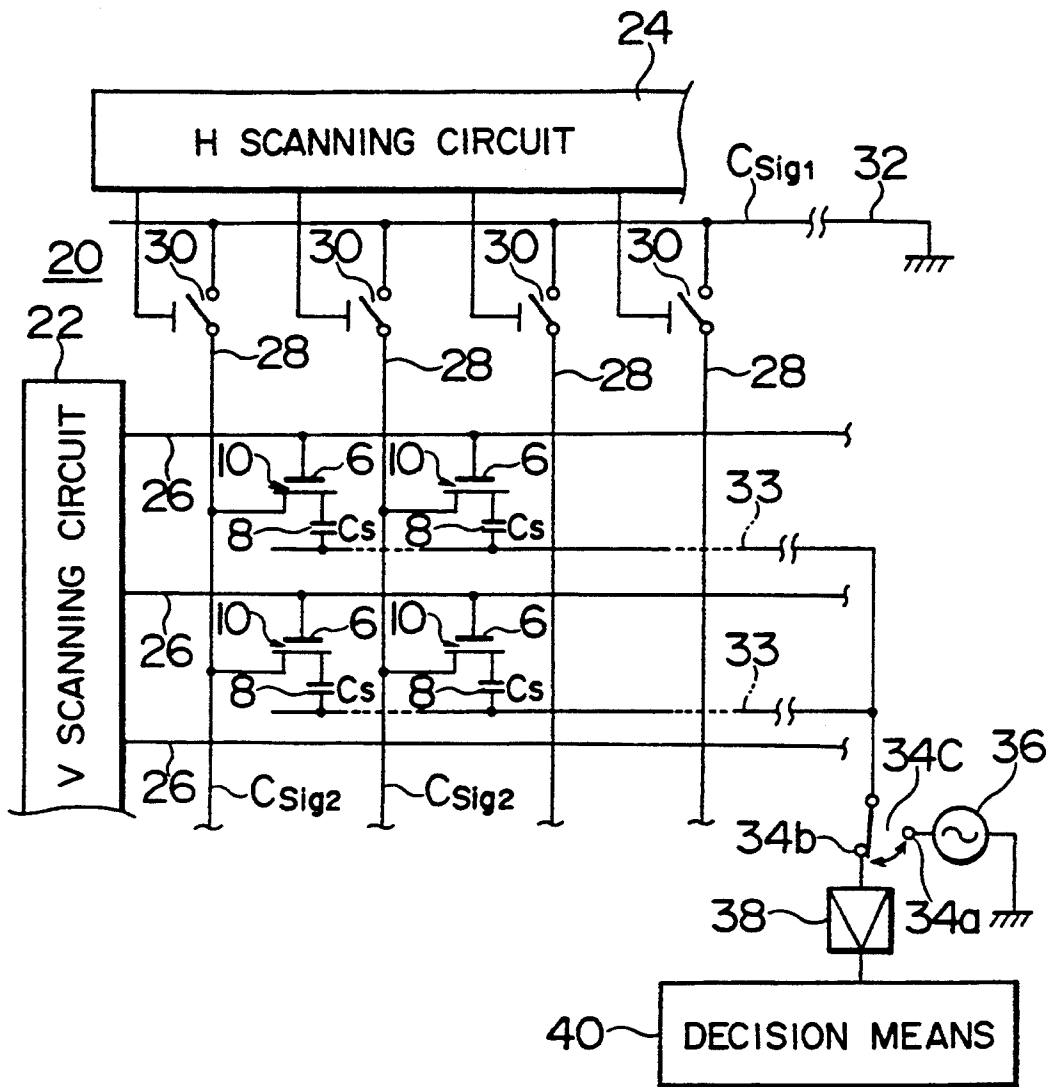 24
H SCANNING CIRCUIT
CSig1
32
20
30
30
30
30
22
28
28
28
28
V SCANNING CIRCUIT
26
10
6
10
6
33
8
Cs
8
Cs
26
10
6
10
6
33
8
Cs
8
Cs
26
CSig2
CSig2
34C
36
34b
34a
38
40
DECISION MEANS